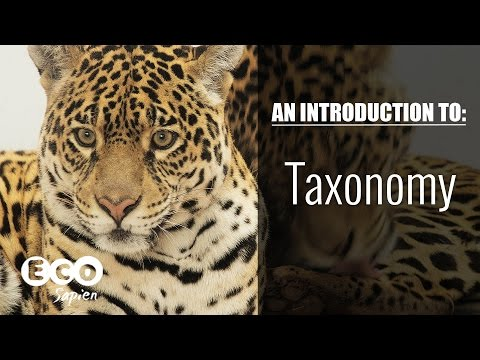 AN INTRODUCTION TO:
Taxonomy
ECO
Sapien